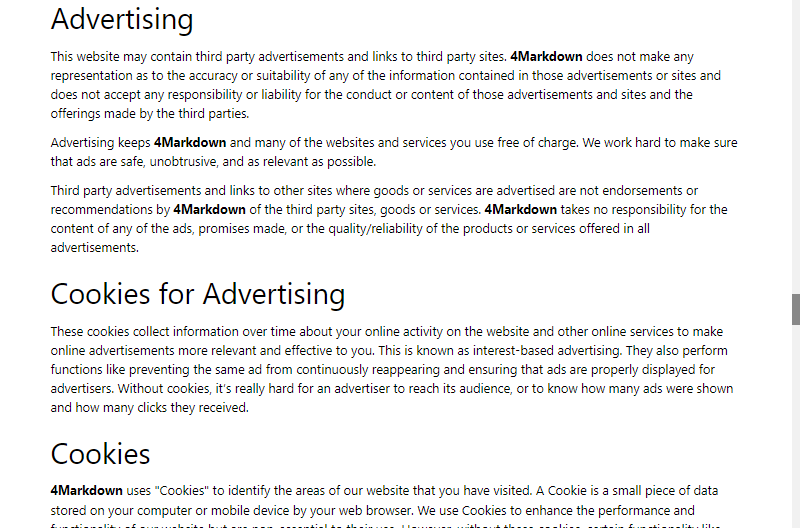 Advertising
This website may contain third party advertisements and links to third party sites. 4Markdown does not make any
representation as to the accuracy or suitability of any of the information contained in those advertisements or sites and
does not accept any responsibility or liability for the conduct or content of those advertisements and sites and the
offerings made by the third parties.
Advertising keeps 4Markdown and many of the websites and services you use free of charge. We work hard to make sure
that ads are safe, unobtrusive, and as relevant as possible.
Third party advertisements and links to other sites where goods or services are advertised are not endorsements or
recommendations by 4Markdown of the third party sites, goods or services. 4Markdown takes no responsibility for the
content of any of the ads, promises made, or the quality/reliability of the products or services offered in all
advertisements.
Cookies for Advertising
These cookies collect information over time about your online activity on the website and other online services to make
online advertisements more relevant and effective to you. This is known as interest-based advertising. They also perform
functions like preventing the same ad from continuously reappearing and ensuring that ads are properly displayed for
advertisers. Without cookies, it's really hard for an advertiser to reach its audience, or to know how many ads were shown
and how many clicks they received.
Cookies
4Markdown uses "Cookies" to identify the areas of our website that you have visited. A Cookie is a small piece of data
stored on your computer or mobile device by your web browser. We use Cookies to enhance the performance and